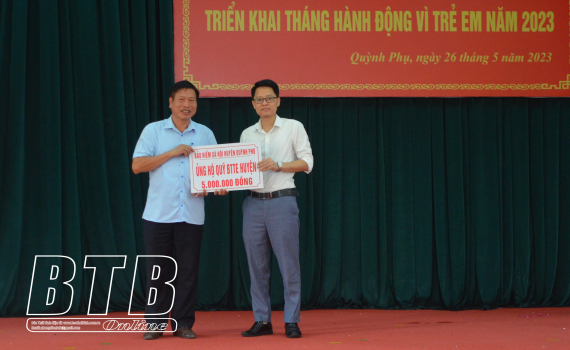 TRIỂN KHAI THÁNG HÀNH ĐỘNG VÌ TRẺ EM NĂM 2023
Quỳnh Phụ, ngày 26 tháng 5 năm 2023
BẢO HIỂM XÃ HỘI HUYỆN QUỲNH PHỤ
ỦNG HỘ QUỸ BTTE HUYỆN
5.000.000 ĐỒNG
BTB
Online